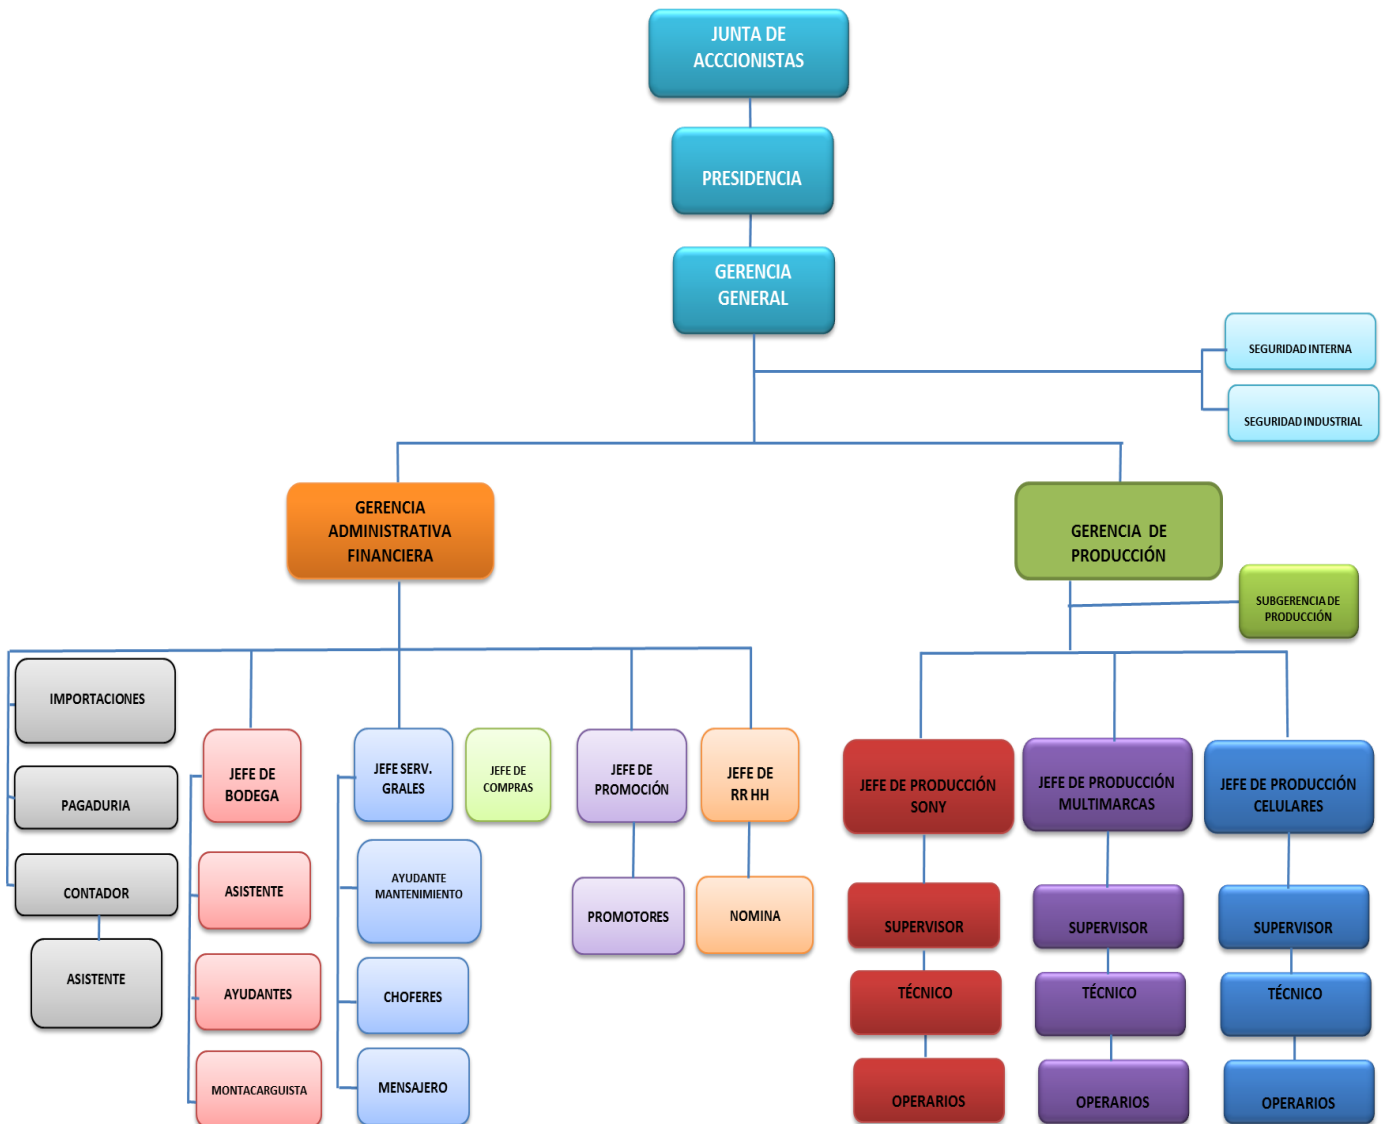 JUNTA DE
ACCCIONISTAS
PRESIDENCIA
GERENCIA
GENERAL
SEGURIDAD INTERNA
SEGURIDAD INDUSTRIAL
GERENCIA
ADMINISTRATIVA
FINANCIERA
GERENCIA DE
PRODUCCIÓN
SUBGERENCIA DE
PRODUCCIÓN
IMPORTACIONES
PAGADURIA
CONTADOR
ASISTENTE
JEFE DE
BODEGA
ASISTENTE
AYUDANTES
MONTACARGUISTA
JEFE SERV.
GRALES
AYUDANTE
MANTENIMIENTO
CHOFERES
MENSAJERO
JEFE DE
COMPRAS
JEFE DE
PROMOCIÓN
PROMOTORES
JEFE DE
RR HH
NOMINA
JEFE DE PRODUCCIÓN
SONY
SUPERVISOR
TÉCNICO
OPERARIOS
JEFE DE PRODUCCIÓN
MULTIMARCAS
SUPERVISOR
TÉCNICO
OPERARIOS
JEFE DE PRODUCCIÓN
CELULARES
SUPERVISOR
TÉCNICO
OPERARIOS